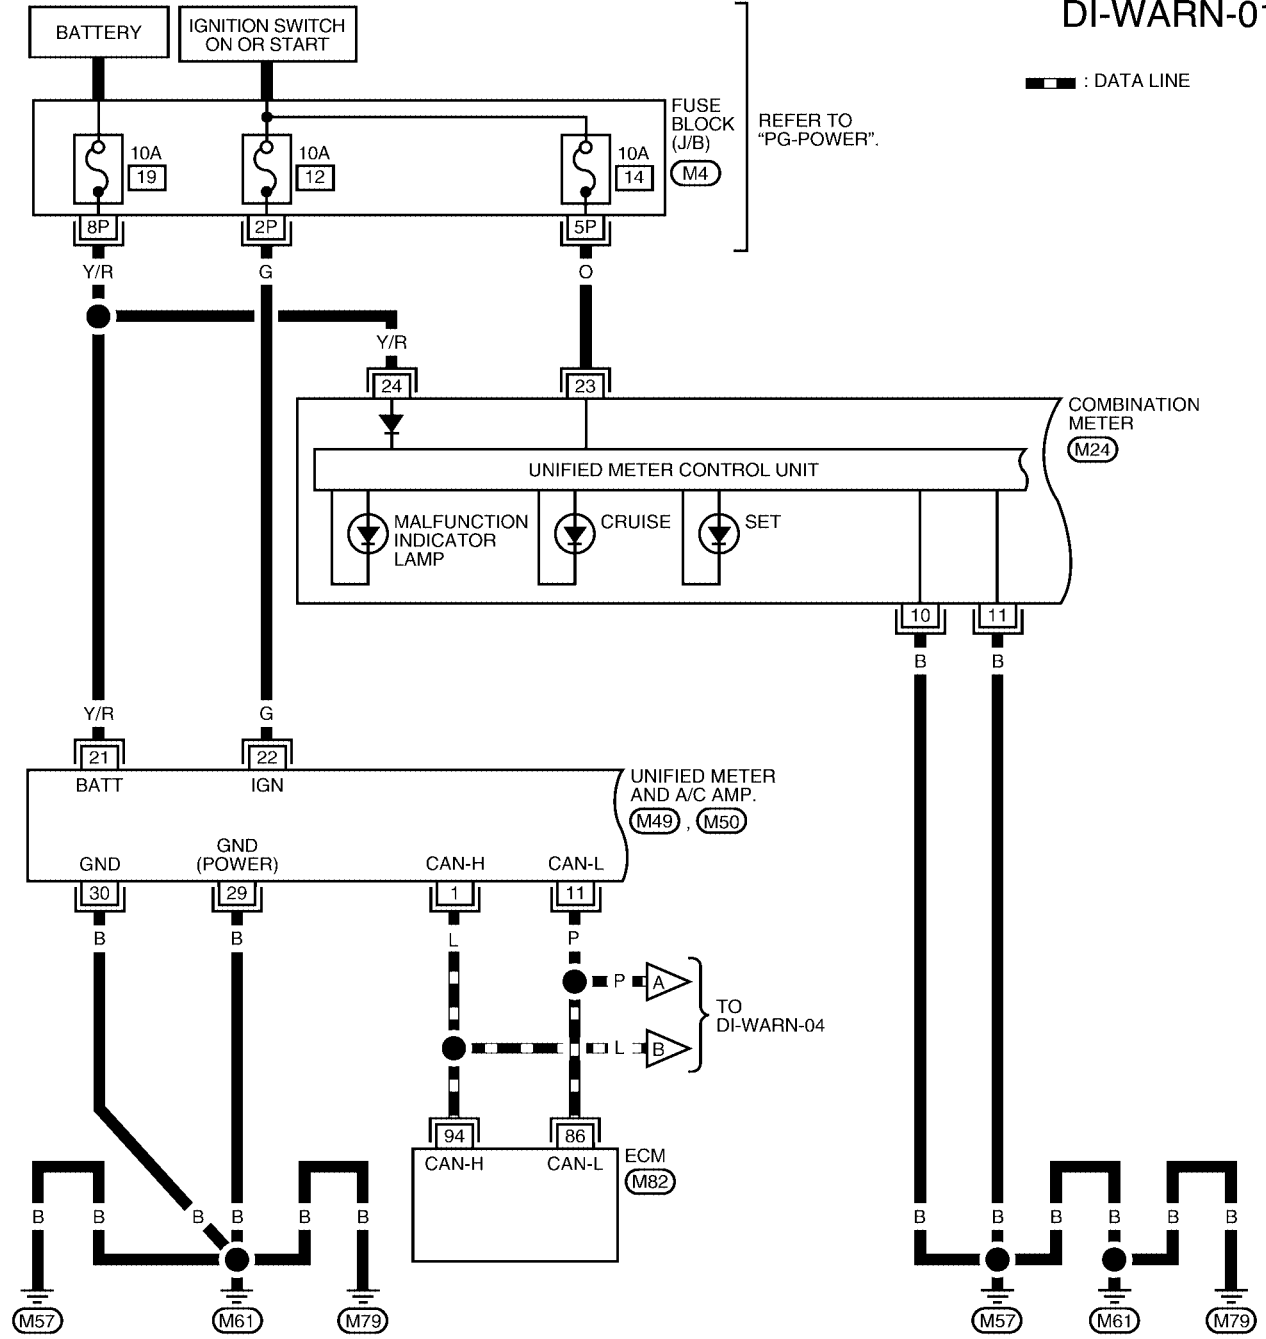 DI-WARN-01
BATTERY
IGNITION SWITCH
ON OR START
: DATA LINE
FUSE
BLOCK
(J/B)
M4
REFER TO
“PG-POWER”.
10A
19
10A
12
10A
14
8P
2P
5P
Y/R
G
O
Y/R
24
23
COMBINATION
METER
M24
UNIFIED METER CONTROL UNIT
MALFUNCTION
INDICATOR
LAMP
CRUISE
SET
10
11
B
B
Y/R
G
21
22
BATT
IGN
UNIFIED METER
AND A/C AMP.
M49 , M50
GND
GND
(POWER)
CAN-H
CAN-L
30
29
1
11
B
B
L
P
P
A
L
B
TO
DI-WARN-04
94
86
CAN-H
CAN-L
ECM
M82
B
B
B
B
B
B
B
B
B
B
B
B
M57
M61
M79
M57
M61
M79